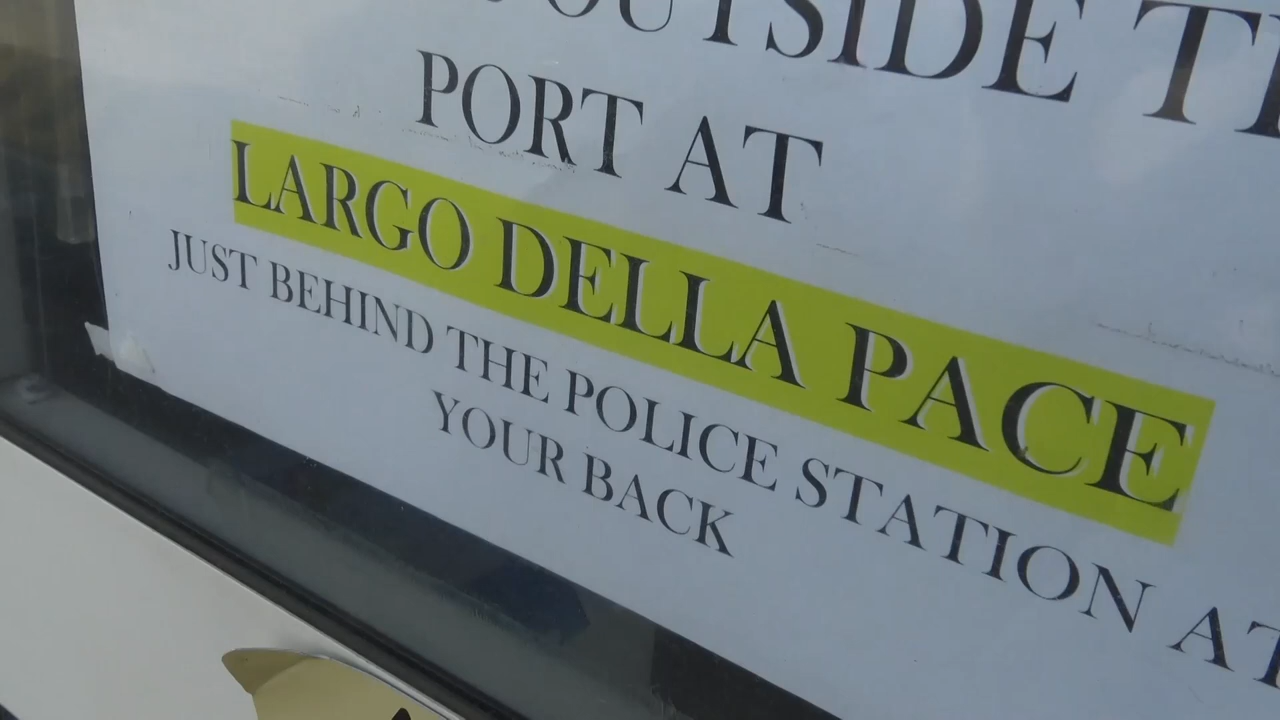 OUTSIDE
PORT AT
LARGO DELLA PACE
JUST BEHIND THE POLICE STATION AT
YOUR BACK